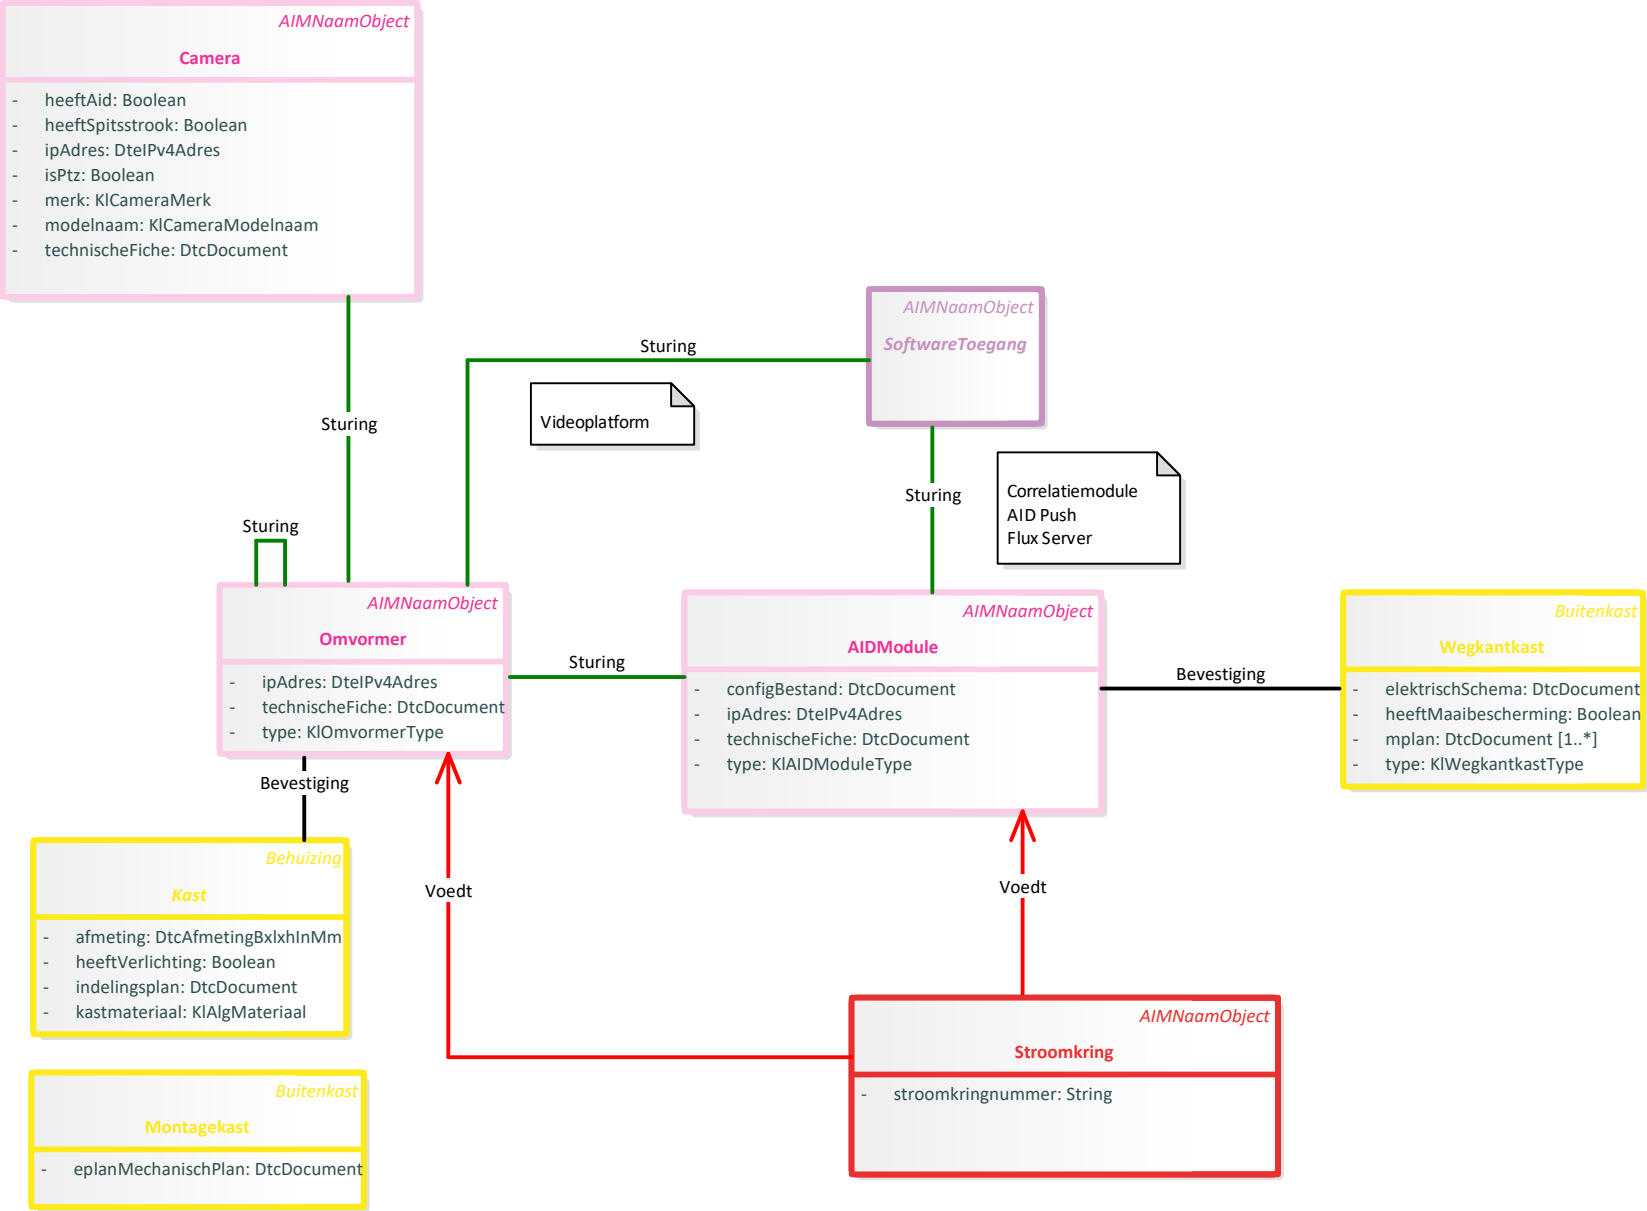 AIMNaamObject
Camera
- heeftAid: Boolean
- heeftSpitsstrook: Boolean
- ipAdres: DteIPv4Adres
- isPtz: Boolean
- merk: KlCameraMerk
- modelnaam: KlCameraModelnaam
- technischeFiche: DtcDocument
AIMNaamObject
SoftwareToegang
Sturing
Videoplatform
Sturing
Sturing
Correlatiemodule
AID Push
Flux Server
Sturing
AIMNaamObject
Omvormer
- ipAdres: DteIPv4Adres
- technischeFiche: DtcDocument
- type: KlOmvormerType
Sturing
AIMNaamObject
AIDModule
- configBestand: DtcDocument
- ipAdres: DteIPv4Adres
- technischeFiche: DtcDocument
- type: KlAIDModuleType
Bevestiging
Buitenkast
Wegkantkast
- elektrischSchema: DtcDocument
- heeftMaaibescherming: Boolean
- mplan: DtcDocument [1..*]
- type: KlWegkantkastType
Bevestiging
Behuizing
Kast
- afmeting: DtcAfmetingBxlxhInMm
- heeftVerlichting: Boolean
- indelingsplan: DtcDocument
- kastmateriaal: KlAlgMateriaal
Voedt
Voedt
AIMNaamObject
Stroomkring
- stroomkringnummer: String
Buitenkast
Montagekast
- eplanMechanischPlan: DtcDocument